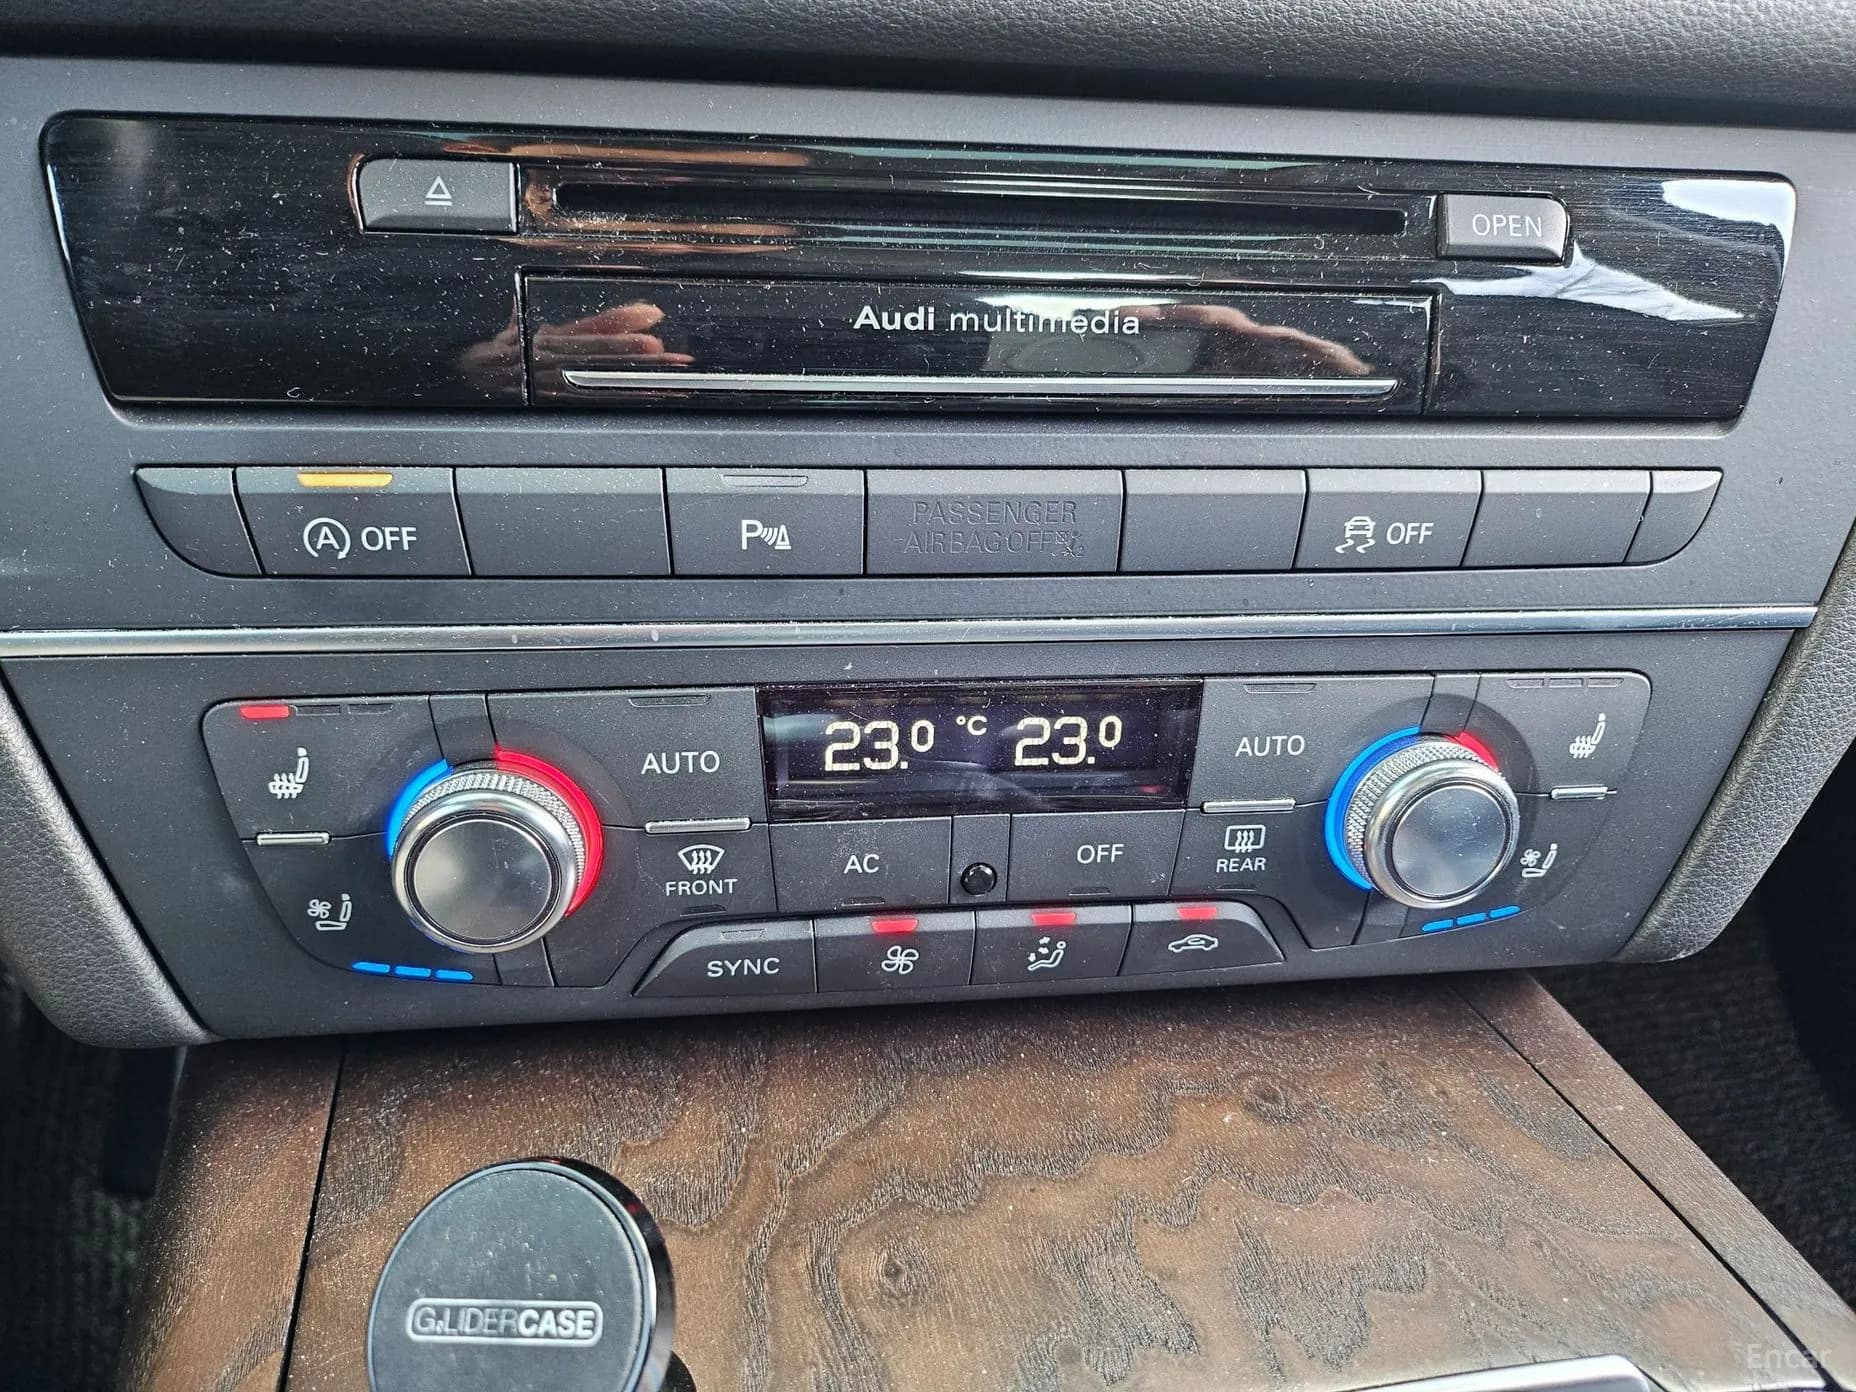 OPEN
Audi multimedia
A OFF
P
PASSENGER
AIRBAG OFF
OFF
AUTO
23.0 °C 23.0
AUTO
FRONT
AC
OFF
REAR
SYNC
G.LIDERCASE
Encar